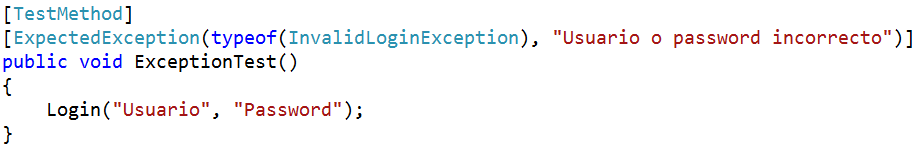 [TestMethod]
[ExpectedException(typeof(InvalidLoginException), "Usuario o password incorrecto")]
public void ExceptionTest()
{
    Login("Usuario", "Password");
}